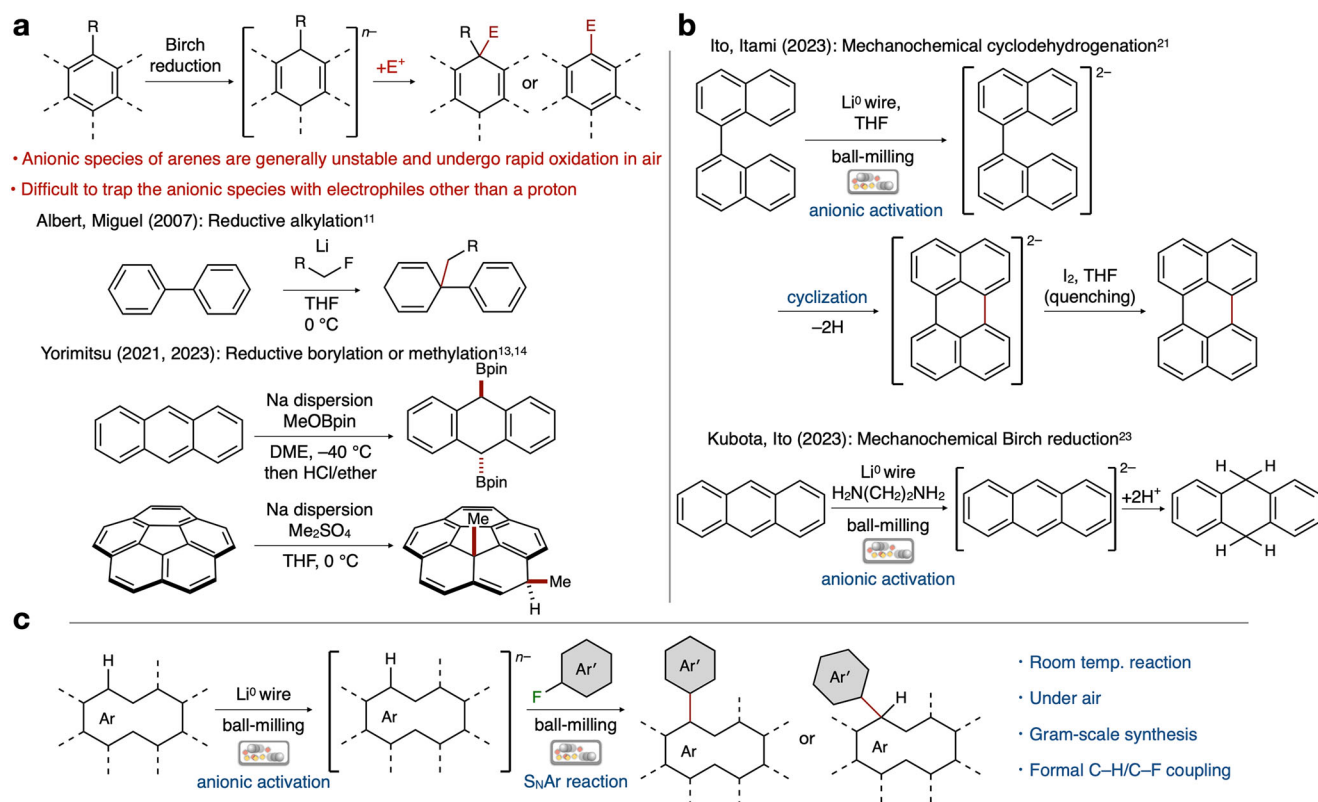 a
R
Birch
reduction
R
n–
+E⁺
R E
or
E
• Anionic species of arenes are generally unstable and undergo rapid oxidation in air
• Difficult to trap the anionic species with electrophiles other than a proton
Albert, Miguel (2007): Reductive alkylation¹¹
Li
R F
THF
0 °C
R
Yorimitsu (2021, 2023): Reductive borylation or methylation¹³,¹⁴
Na dispersion
MeOBpin
DME, –40 °C
then HCl/ether
Bpin
Bpin
Na dispersion
Me₂SO₄
THF, 0 °C
Me
Me
H
b
Ito, Itami (2023): Mechanochemical cyclodehydrogenation²¹
Li⁰ wire,
THF
ball-milling
anionic activation
2–
cyclization
–2H
2–
I₂, THF
(quenching)
Kubota, Ito (2023): Mechanochemical Birch reduction²³
Li⁰ wire
H₂N(CH₂)₂NH₂
ball-milling
anionic activation
2–
+2H⁺
H H
H H
c
H
Ar
Li⁰ wire
ball-milling
anionic activation
H
Ar
n–
Ar′
F
ball-milling
SₙAr reaction
Ar′
Ar
or
Ar′
H
Ar
· Room temp. reaction
· Under air
· Gram-scale synthesis
· Formal C–H/C–F coupling